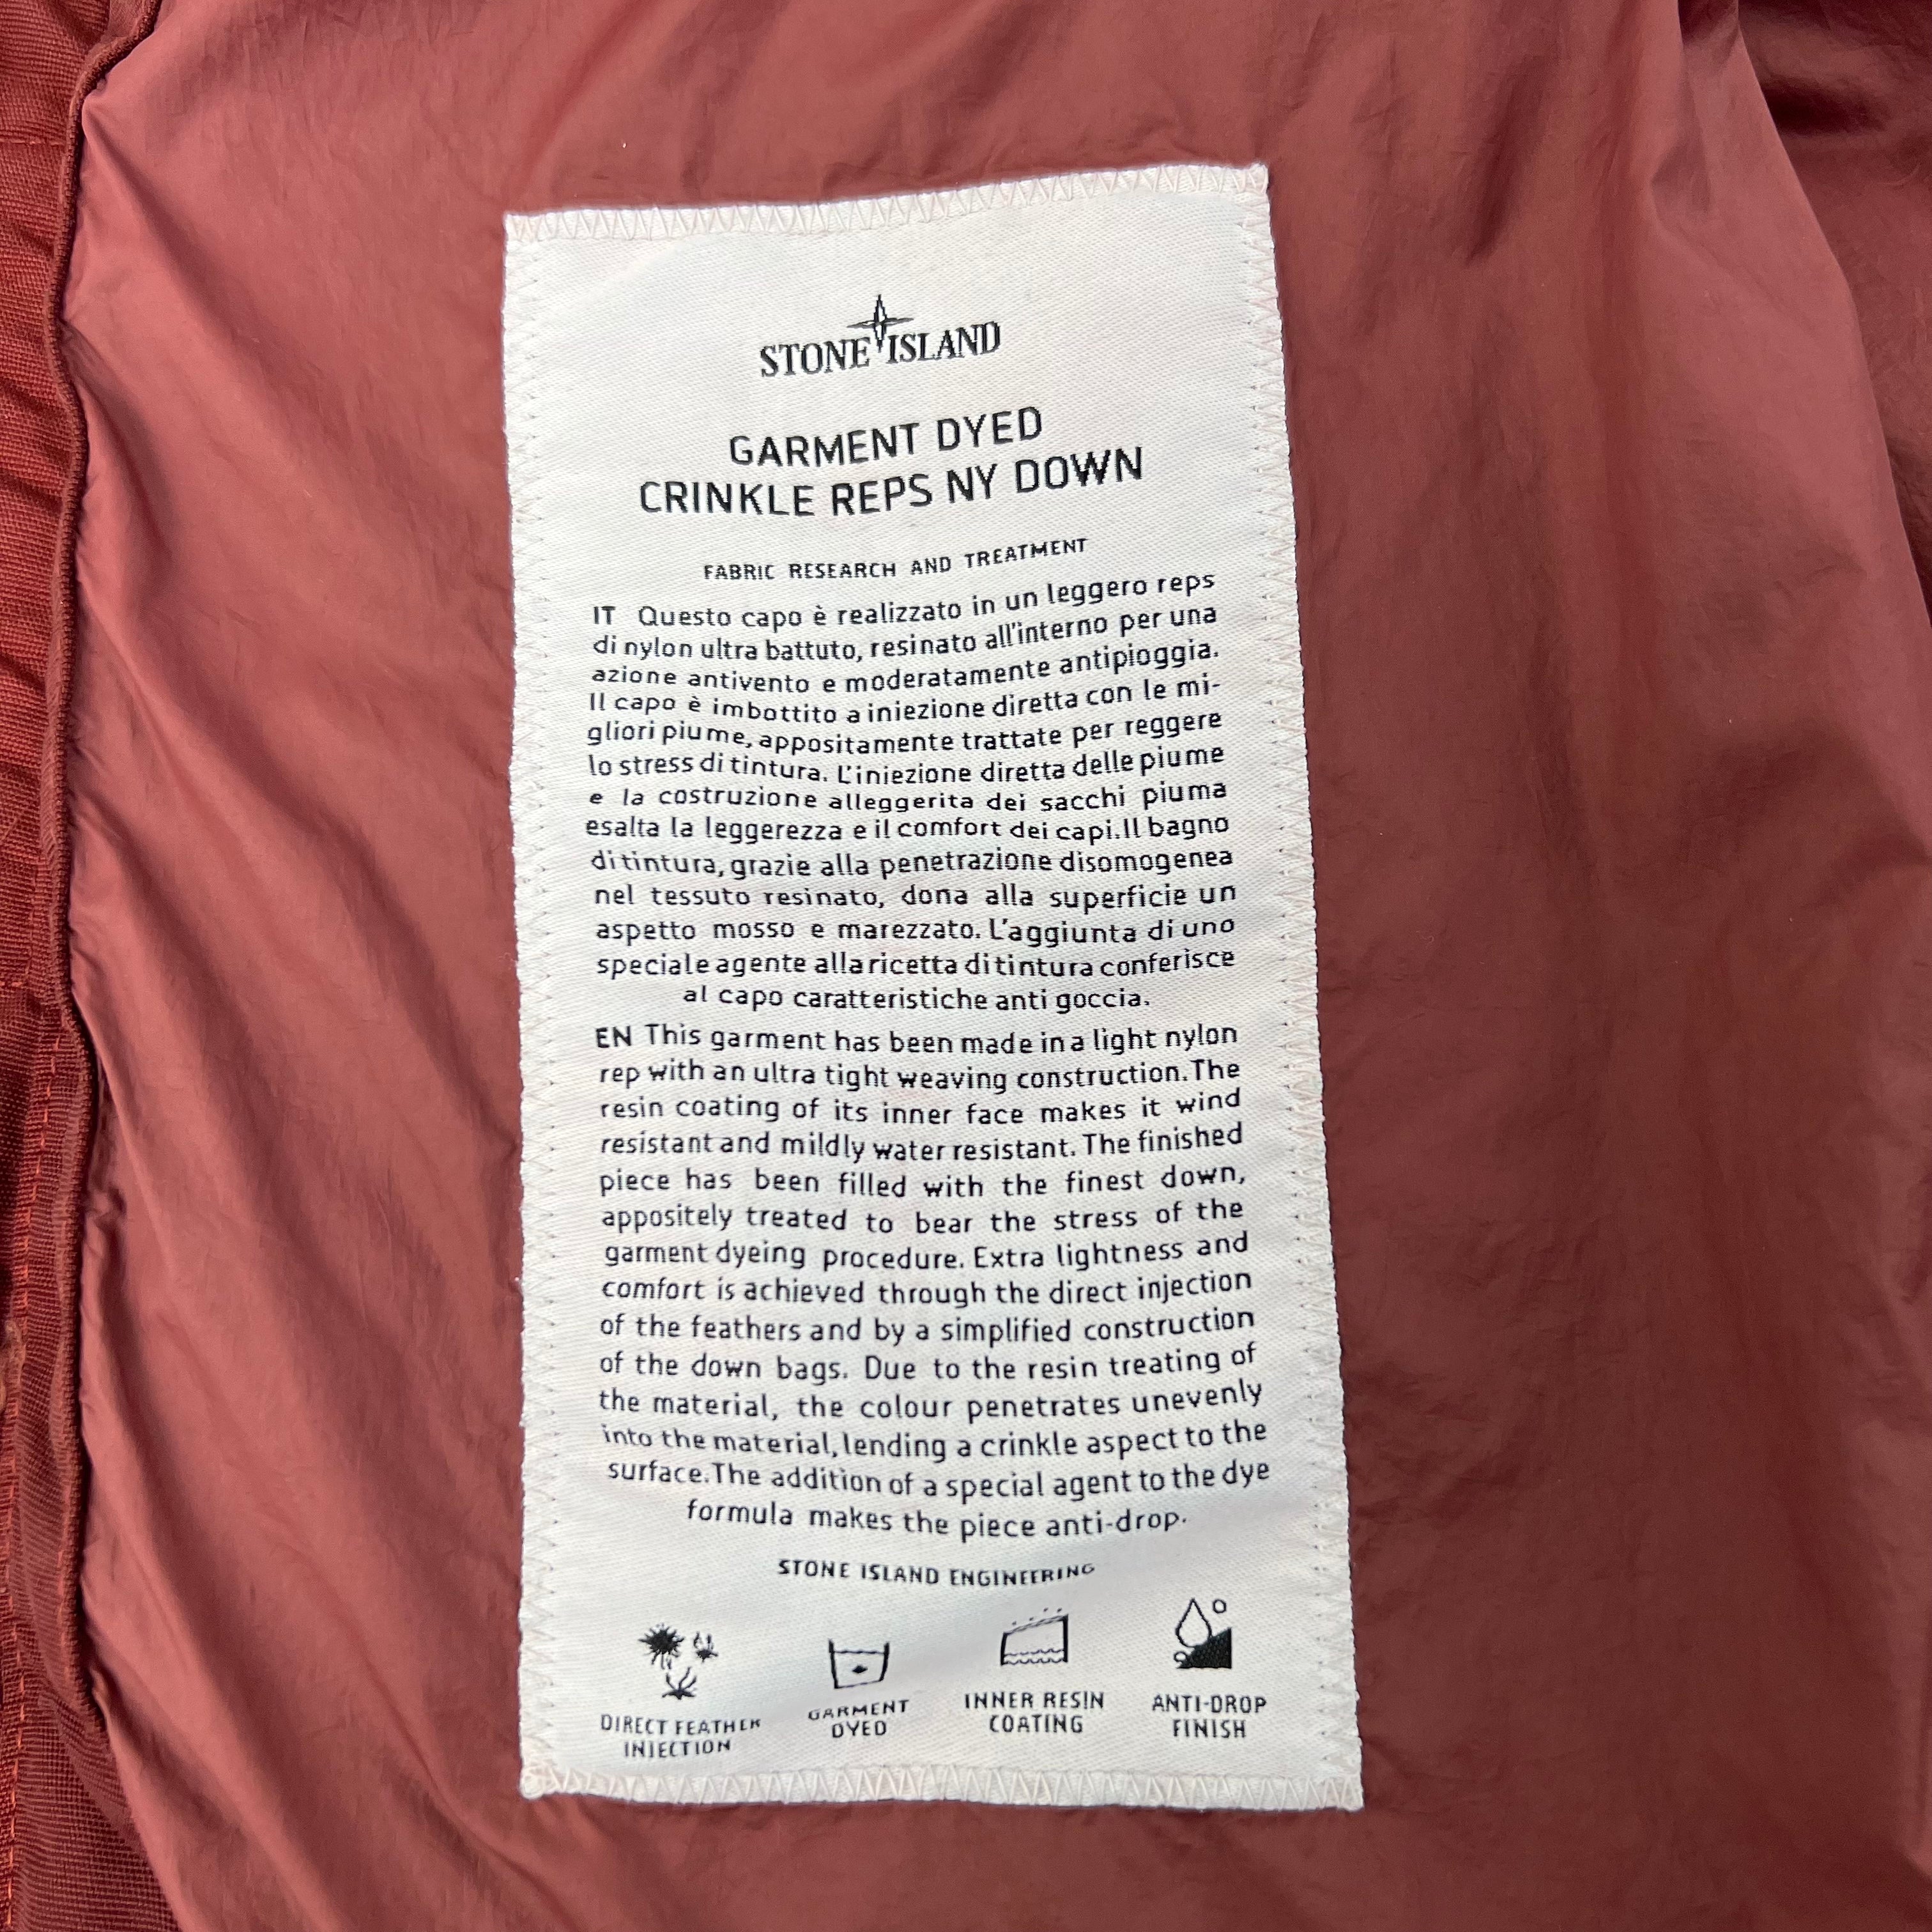 STONE ISLAND
GARMENT DYED
CRINKLE REPS NY DOWN
FABRIC RESEARCH AND TREATMENT
IT Questo capo è realizzato in un leggero reps
di nylon ultra battuto, resinato all'interno per una
azione antivento e moderatamente antipioggia.
Il capo è imbottito a iniezione diretta con le mi-
gliori piume, appositamente trattate per reggere
lo stress di tintura. L'iniezione diretta delle piume
e la costruzione alleggerita dei sacchi piuma
esalta la leggerezza e il comfort dei capi. Il bagno
di tintura, grazie alla penetrazione disomogenea
nel tessuto resinato, dona alla superficie un
aspetto mosso e marezzato. L'aggiunta di uno
speciale agente alla ricetta di tintura conferisce
al capo caratteristiche anti goccia.
EN This garment has been made in a light nylon
rep with an ultra tight weaving construction. The
resin coating of its inner face makes it wind
resistant and mildly water resistant. The finished
piece has been filled with the finest down,
appositely treated to bear the stress of the
garment dyeing procedure. Extra lightness and
comfort is achieved through the direct injection
of the feathers and by a simplified construction
of the down bags. Due to the resin treating of
the material, the colour penetrates unevenly
into the material, lending a crinkle aspect to the
surface. The addition of a special agent to the dye
formula makes the piece anti-drop.
STONE ISLAND ENGINEERING
DIRECT FEATHER
INJECTION
GARMENT
DYED
INNER RESIN
COATING
ANTI-DROP
FINISH